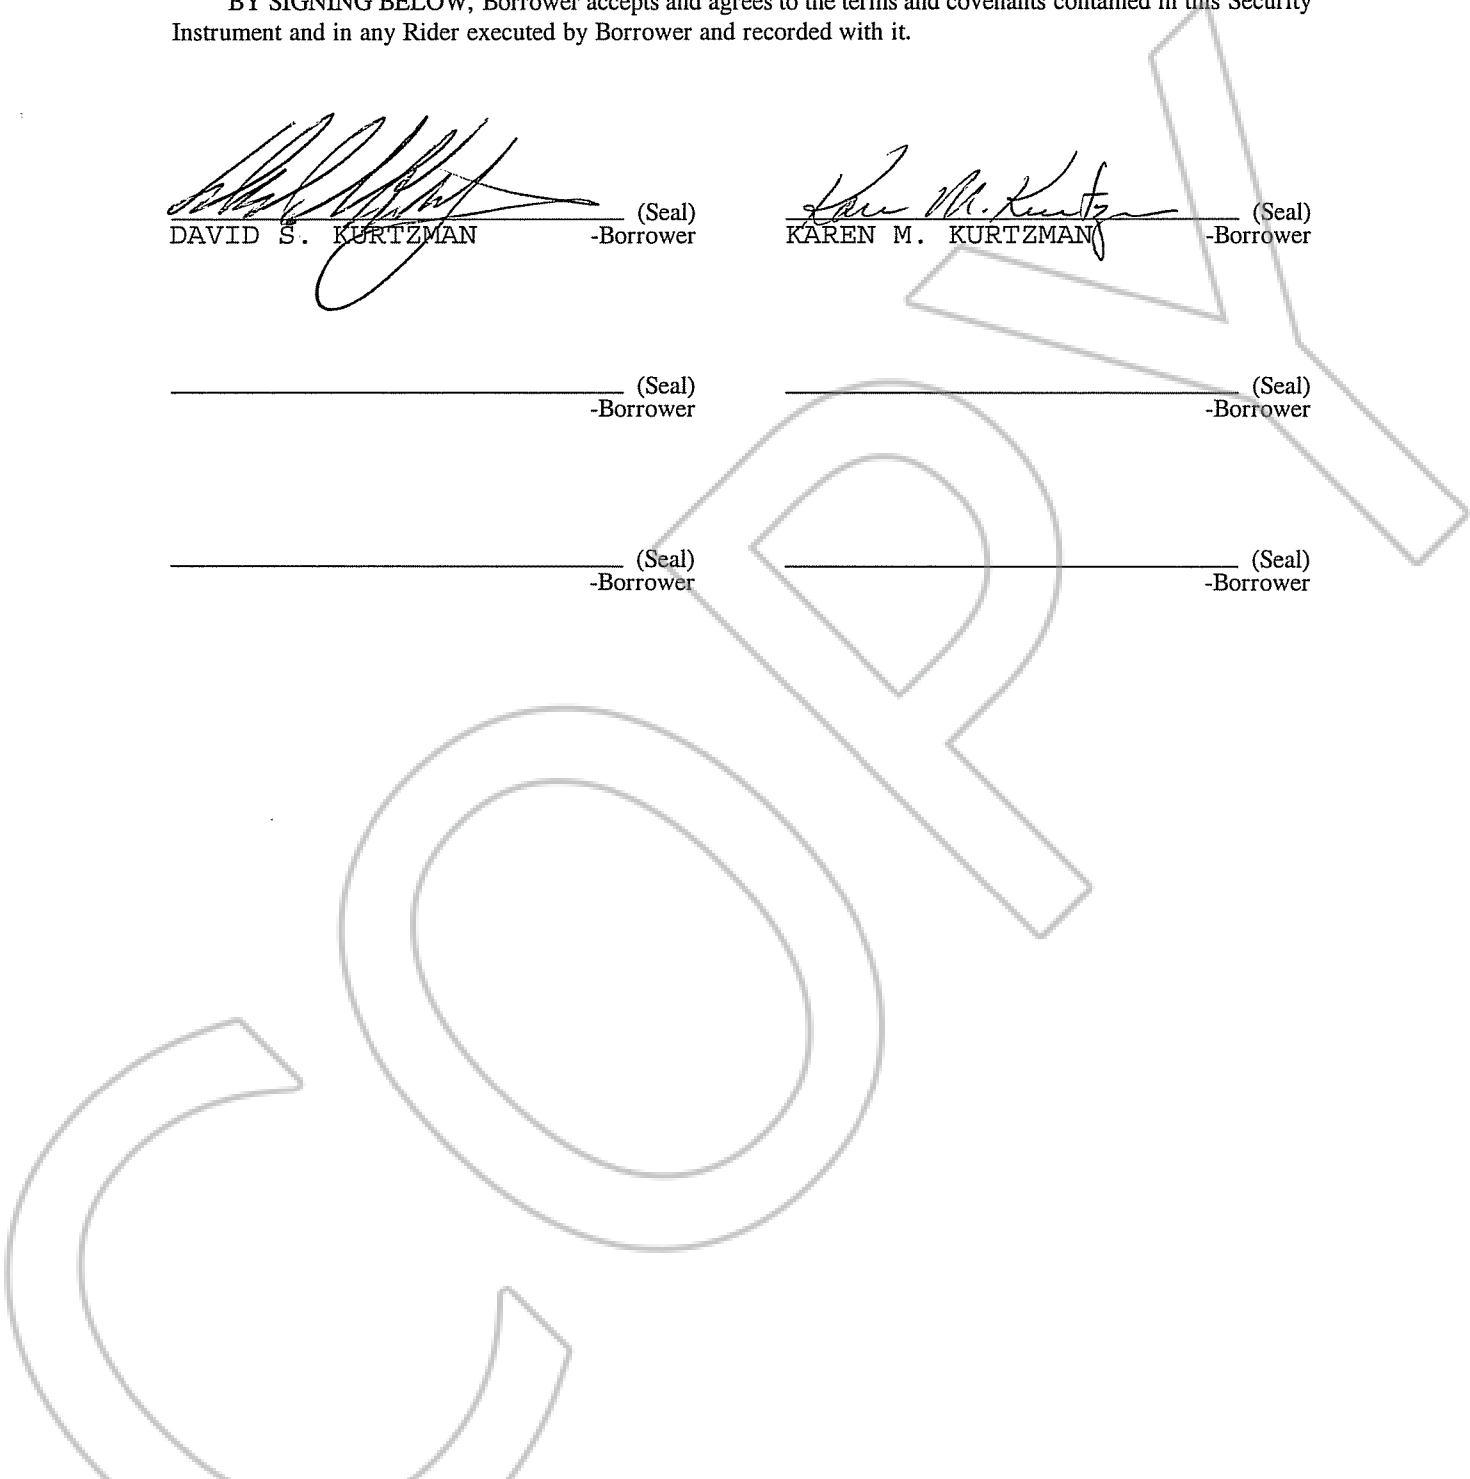 BY SIGNING BELOW, Borrower accepts and agrees to the terms and covenants contained in this Security
Instrument and in any Rider executed by Borrower and recorded with it.
(Seal)
DAVID S. KURTZMAN -Borrower
Karen M. Kurtzman (Seal)
KAREN M. KURTZMAN -Borrower
(Seal)
-Borrower
(Seal)
-Borrower
(Seal)
-Borrower
(Seal)
-Borrower
COPY